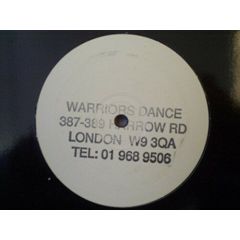 WARRIORS DANCE
387-389 HARROW RD
LONDON W9 3QA
TEL: 01 968 9506